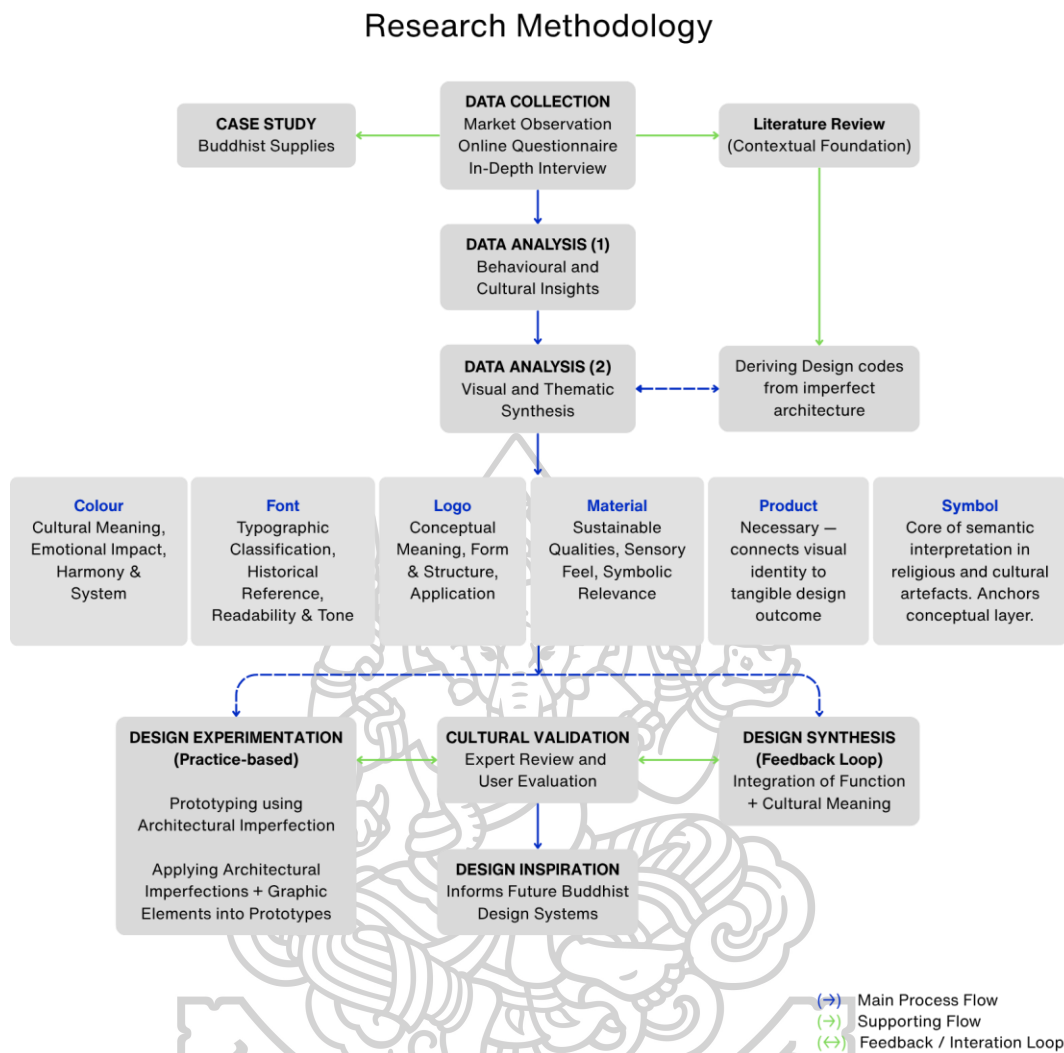 Research Methodology
CASE STUDY
Buddhist Supplies
DATA COLLECTION
Market Observation
Online Questionnaire
In-Depth Interview
Literature Review
(Contextual Foundation)
DATA ANALYSIS (1)
Behavioural and
Cultural Insights
DATA ANALYSIS (2)
Visual and Thematic
Synthesis
Deriving Design codes
from imperfect
architecture
Colour
Cultural Meaning,
Emotional Impact,
Harmony &
System
Font
Typographic
Classification,
Historical
Reference,
Readability & Tone
Logo
Conceptual
Meaning, Form
& Structure,
Application
Material
Sustainable
Qualities, Sensory
Feel, Symbolic
Relevance
Product
Necessary —
connects visual
identity to
tangible design
outcome
Symbol
Core of semantic
interpretation in
religious and cultural
artefacts. Anchors
conceptual layer.
DESIGN EXPERIMENTATION
(Practice-based)
Prototyping using
Architectural Imperfection
Applying Architectural
Imperfections + Graphic
Elements into Prototypes
CULTURAL VALIDATION
Expert Review and
User Evaluation
DESIGN SYNTHESIS
(Feedback Loop)
Integration of Function
+ Cultural Meaning
DESIGN INSPIRATION
Informs Future Buddhist
Design Systems
(→) Main Process Flow
(→) Supporting Flow
(↔) Feedback / Interation Loop